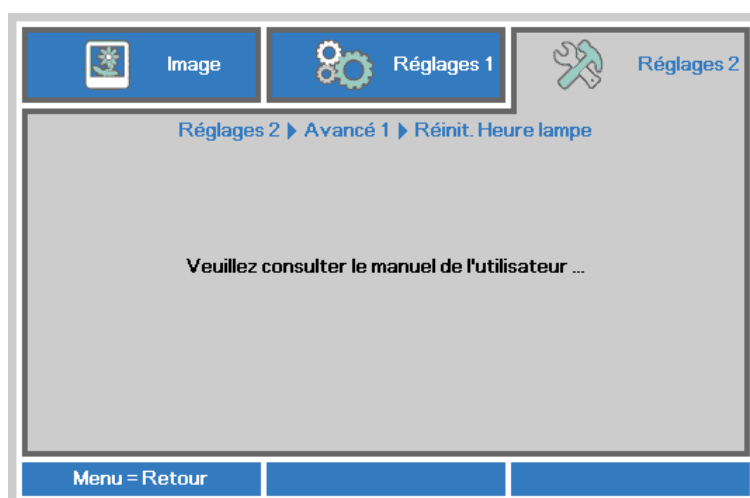 Image
Réglages 1
Réglages 2
Réglages 2 ▶ Avancé 1 ▶ Réinit. Heure lampe
Veuillez consulter le manuel de l'utilisateur ...
Menu = Retour